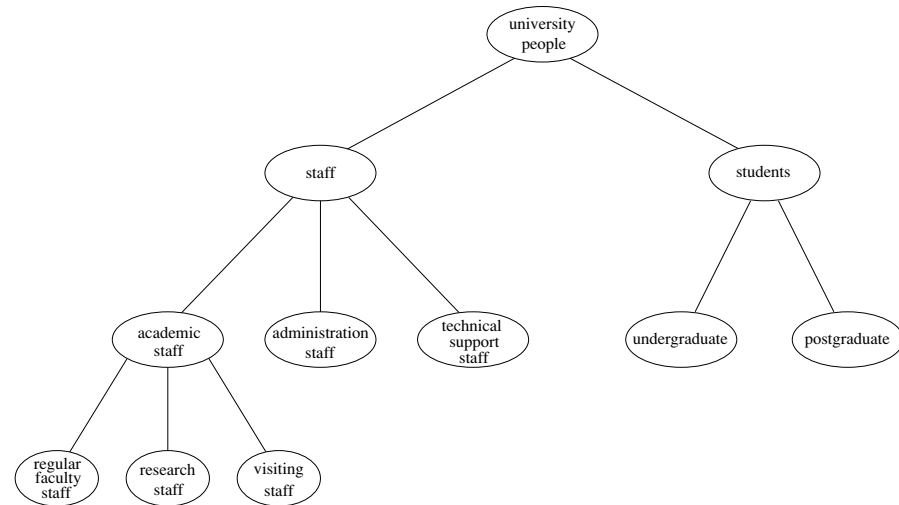 university
people
staff
students
academic
staff
administration
staff
technical
support
staff
undergraduate
postgraduate
regular
faculty
staff
research
staff
visiting
staff